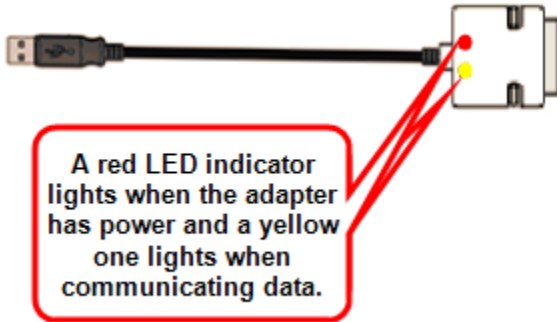 A red LED indicator
lights when the adapter
has power and a yellow
one lights when
communicating data.